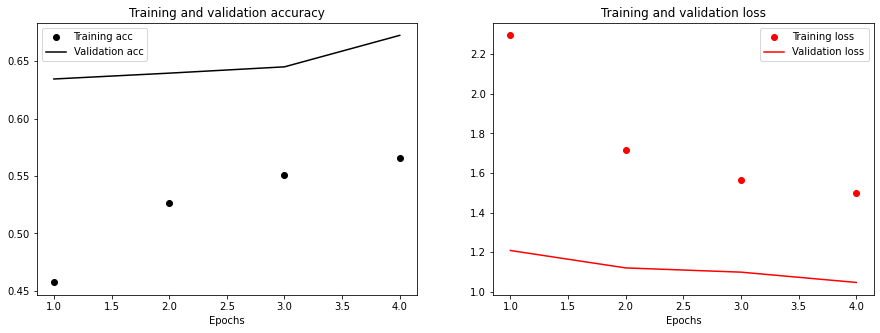 Training and validation accuracy
Training acc
Validation acc
0.65
0.60
0.55
0.50
0.45
1.0 1.5 2.0 2.5 3.0 3.5 4.0
Epochs
Training and validation loss
Training loss
Validation loss
2.2
2.0
1.8
1.6
1.4
1.2
1.0
1.0 1.5 2.0 2.5 3.0 3.5 4.0
Epochs